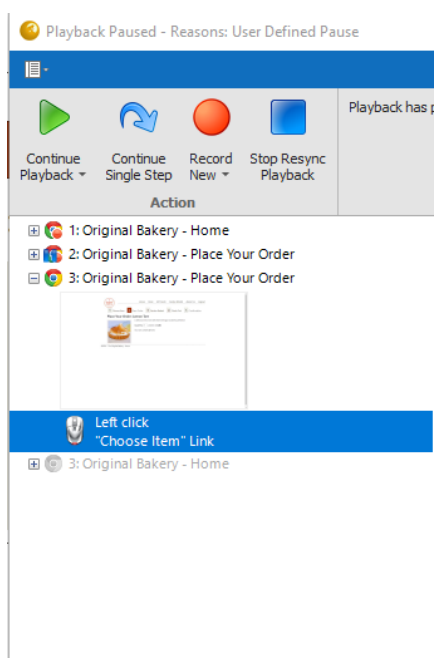 Playback Paused - Reasons: User Defined Pause
Continue
Playback
Continue
Single Step
Record
New
Stop Resync
Playback
Playback has
Action
1: Original Bakery - Home
2: Original Bakery - Place Your Order
3: Original Bakery - Place Your Order
Left click
"Choose Item" Link
3: Original Bakery - Home